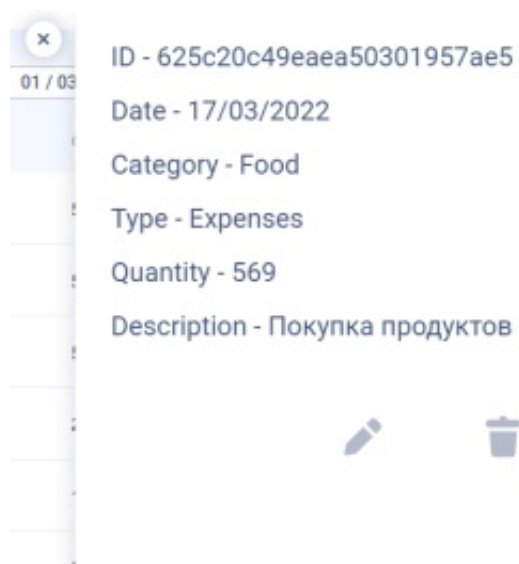 01 / 03
ID - 625c20c49eaea50301957ae5
Date - 17/03/2022
Category - Food
Type - Expenses
Quantity - 569
Description - Покупка продуктов